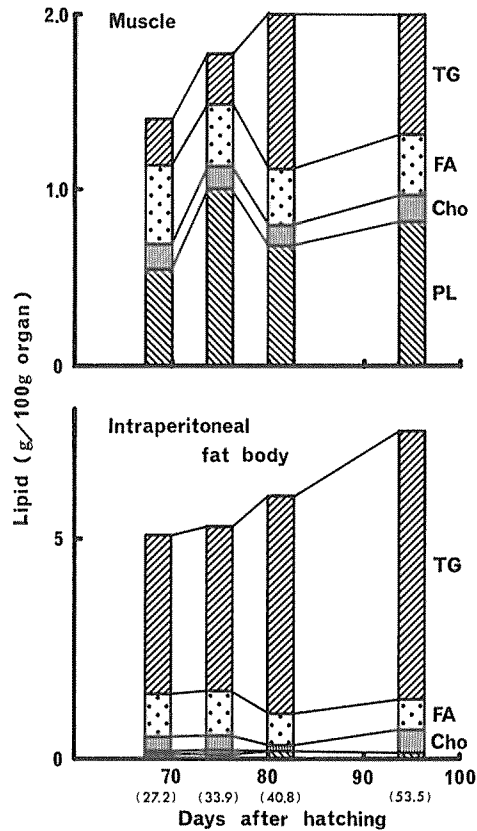 2.0
Muscle
TG
FA
1.0
Cho
PL
0
Lipid (g/100g organ)
Intraperitoneal
fat body
5
TG
FA
Cho
0
70 80 90 100
(27.2) (33.9) (40.8) (53.5)
Days after hatching